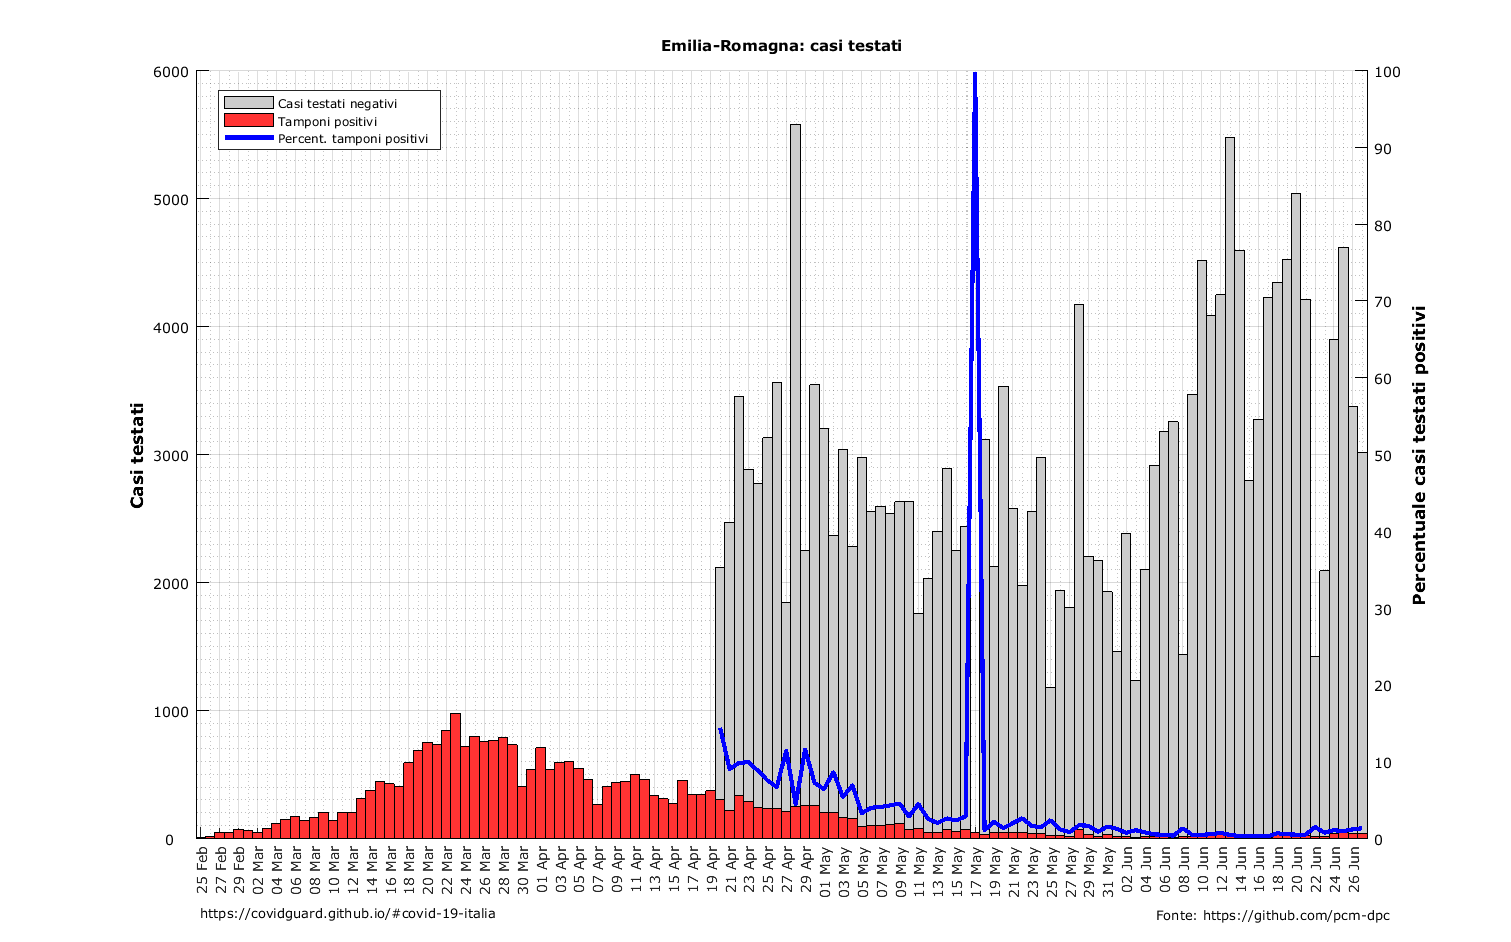 Emilia-Romagna: casi testati
6000
5000
4000
3000
2000
1000
0
Casi testati
Casi testati negativi
Tamponi positivi
Percent. tamponi positivi
100
90
80
70
60
50
40
30
20
10
0
Percentuale casi testati positivi
25 Feb
27 Feb
29 Feb
02 Mar
04 Mar
06 Mar
08 Mar
10 Mar
12 Mar
14 Mar
16 Mar
18 Mar
20 Mar
22 Mar
24 Mar
26 Mar
28 Mar
30 Mar
01 Apr
03 Apr
05 Apr
07 Apr
09 Apr
11 Apr
13 Apr
15 Apr
17 Apr
19 Apr
21 Apr
23 Apr
25 Apr
27 Apr
29 Apr
01 May
03 May
05 May
07 May
09 May
11 May
13 May
15 May
17 May
19 May
21 May
23 May
25 May
27 May
29 May
31 May
02 Jun
04 Jun
06 Jun
08 Jun
10 Jun
12 Jun
14 Jun
16 Jun
18 Jun
20 Jun
22 Jun
24 Jun
26 Jun
https://covidguard.github.io/#covid-19-italia
Fonte: https://github.com/pcm-dpc